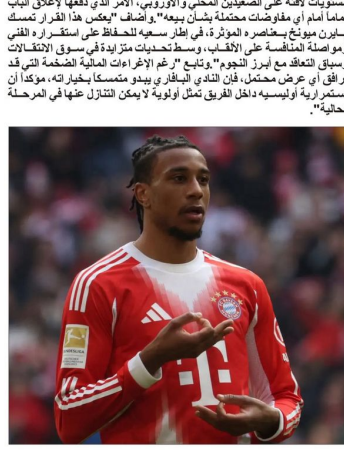 مستويات لافتة على الصعيدين المحلي والأوروبي، الأمر الذي دفعها لإغلاق الباب
تماماً أمام أي مفاوضات محتملة بشأن بيعه".وأضاف "يعكس هذا القرار تمسك
بايرن ميونخ بعناصره المؤثرة، في إطار سعيه للحفاظ على استقراره الفني
ومواصلة المنافسة على الألقاب، وسط تحديات متزايدة في سوق الانتقالات
وسباق التعاقد مع أبرز النجوم".وتابع "رغم الإغراءات المالية الضخمة التي قد
ترافق أي عرض محتمل، فإن النادي البافاري يبدو متمسكاً بخياراته، مؤكداً أن
استمرارية أوليسيه داخل الفريق تمثل أولوية لا يمكن التنازل عنها في المرحلة
الحالية".
BUNDESLIGA
FC BAYERN MÜNCHEN
T